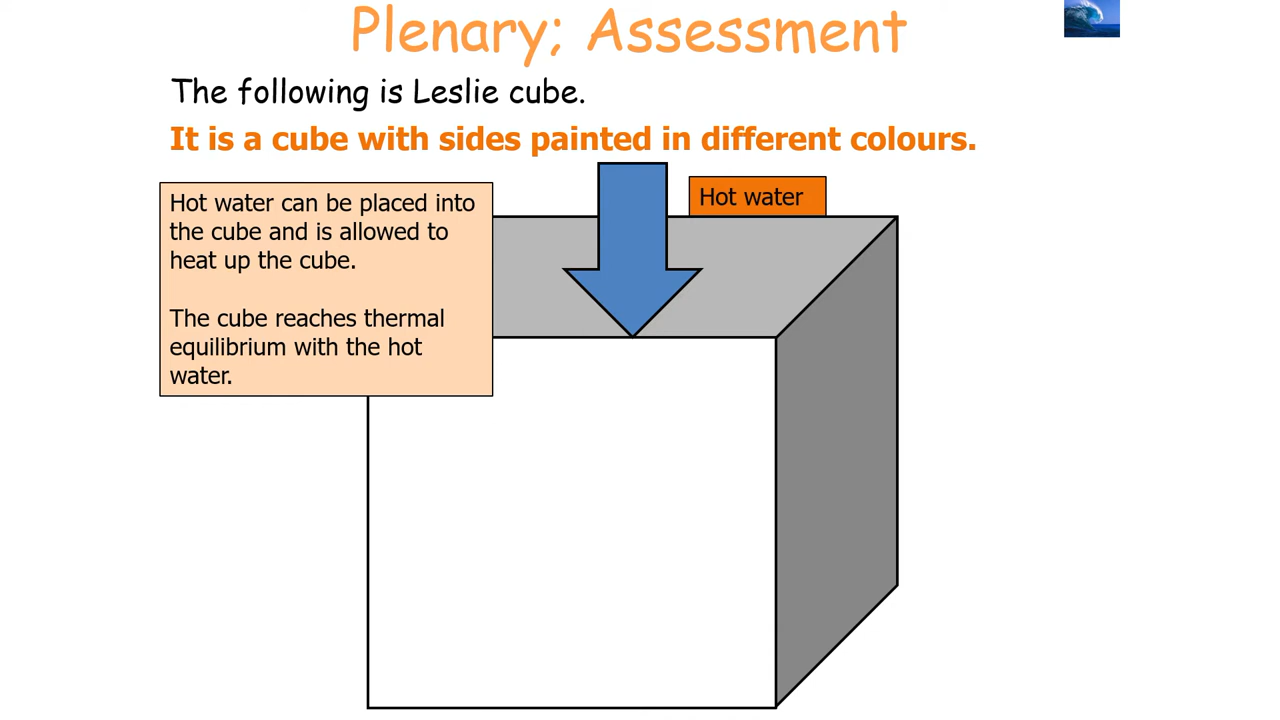 Plenary; Assessment
The following is Leslie cube.
It is a cube with sides painted in different colours.
Hot water can be placed into
the cube and is allowed to
heat up the cube.
The cube reaches thermal
equilibrium with the hot
water.
Hot water